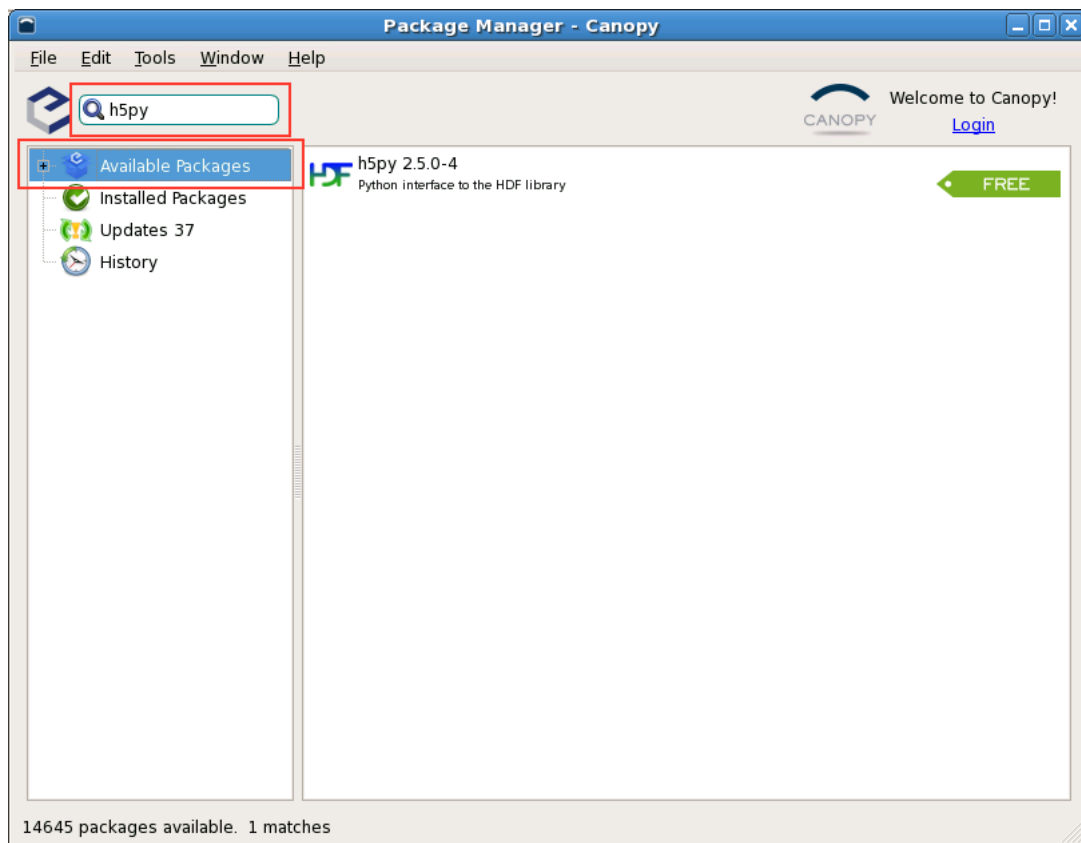 Package Manager - Canopy
File Edit Tools Window Help
h5py
CANOPY
Welcome to Canopy!
Login
Available Packages
Installed Packages
Updates 37
History
HDF
h5py 2.5.0-4
Python interface to the HDF library
FREE
14645 packages available. 1 matches